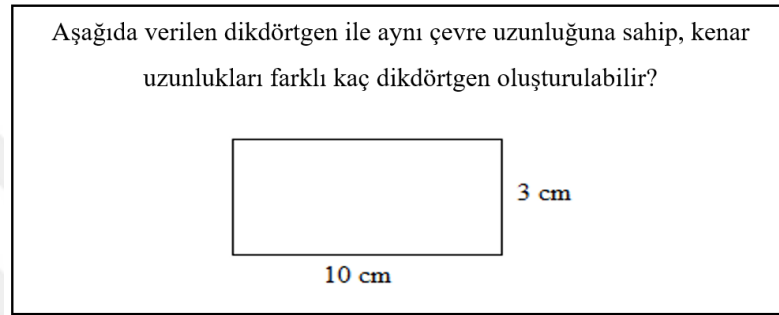 Aşağıda verilen dikdörtgen ile aynı çevre uzunluğuna sahip, kenar
uzunlukları farklı kaç dikdörtgen oluşturulabilir?
3 cm
10 cm